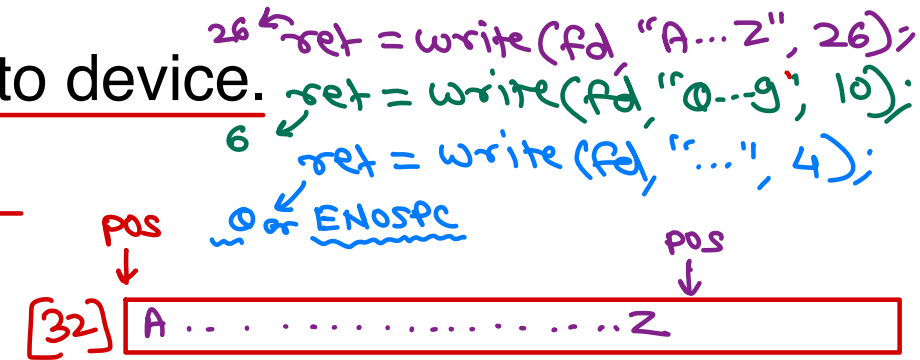 26 ret = write(fd, "A...Z", 26);
to device.
ret = write(fd, "0...9", 10);
6
ret = write(fd, "...", 4);
0 or ENOSPC
pos
pos
[32] A . . . . . . . . . . . . . . . . . . Z